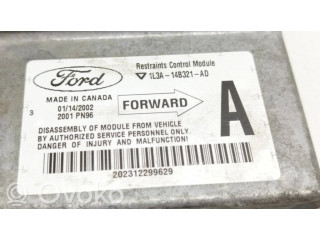 Ford
Restraints Control Module
1L3A-14B321-AD
MADE IN CANADA
01/14/2002
2001 PN96
3
FORWARD
A
DISASSEMBLY OF MODULE FROM VEHICLE
BY AUTHORIZED SERVICE PERSONNEL ONLY.
DANGER OF INJURY AND MALFUNCTION!
202312299629
© Ovoko